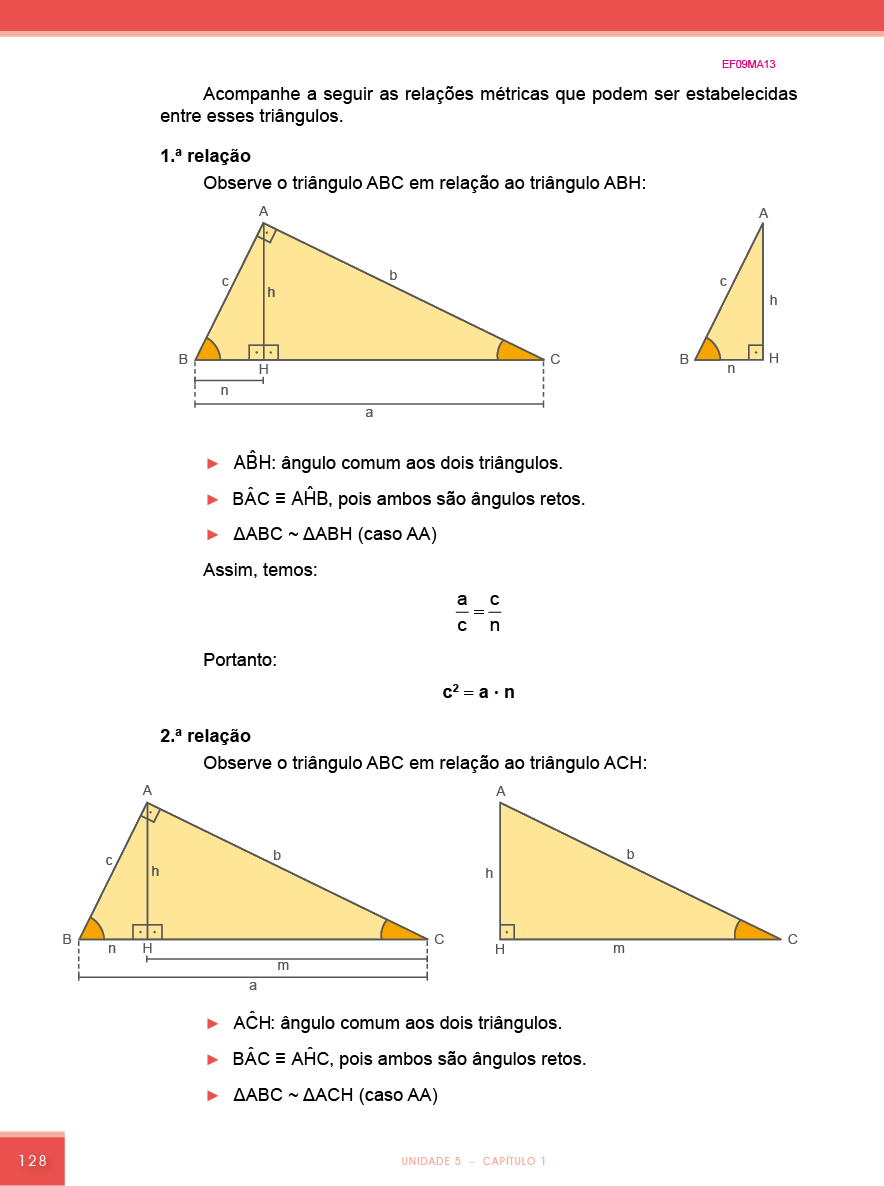 EF09MA13
Acompanhe a seguir as relações métricas que podem ser estabelecidas
entre esses triângulos.
1.ª relação
Observe o triângulo ABC em relação ao triângulo ABH:
A
c
b
h
B
H
C
n
a
A
c
h
B
n
H
► AB̂H: ângulo comum aos dois triângulos.
► BÂC ≡ AĤB, pois ambos são ângulos retos.
► ΔABC ~ ΔABH (caso AA)
Assim, temos:
a/c = c/n
Portanto:
c² = a · n
2.ª relação
Observe o triângulo ABC em relação ao triângulo ACH:
A
c
b
h
B
n
H
C
m
a
A
b
h
H
m
C
► AĈH: ângulo comum aos dois triângulos.
► BÂC ≡ AĤC, pois ambos são ângulos retos.
► ΔABC ~ ΔACH (caso AA)
128
UNIDADE 5 - CAPÍTULO 1